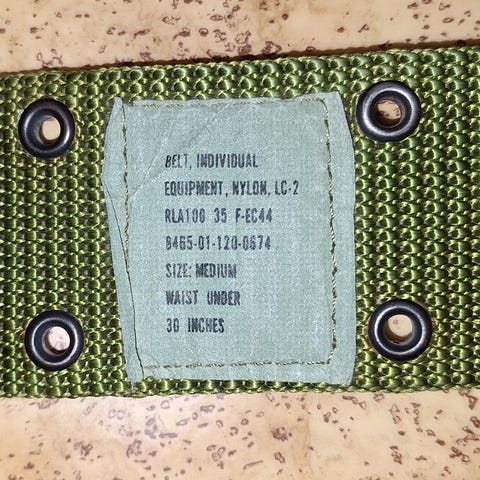 BELT, INDIVIDUAL
EQUIPMENT, NYLON, LC-2
RLA100 35 F-EC44
8465-01-120-0674
SIZE: MEDIUM
WAIST UNDER
30 INCHES